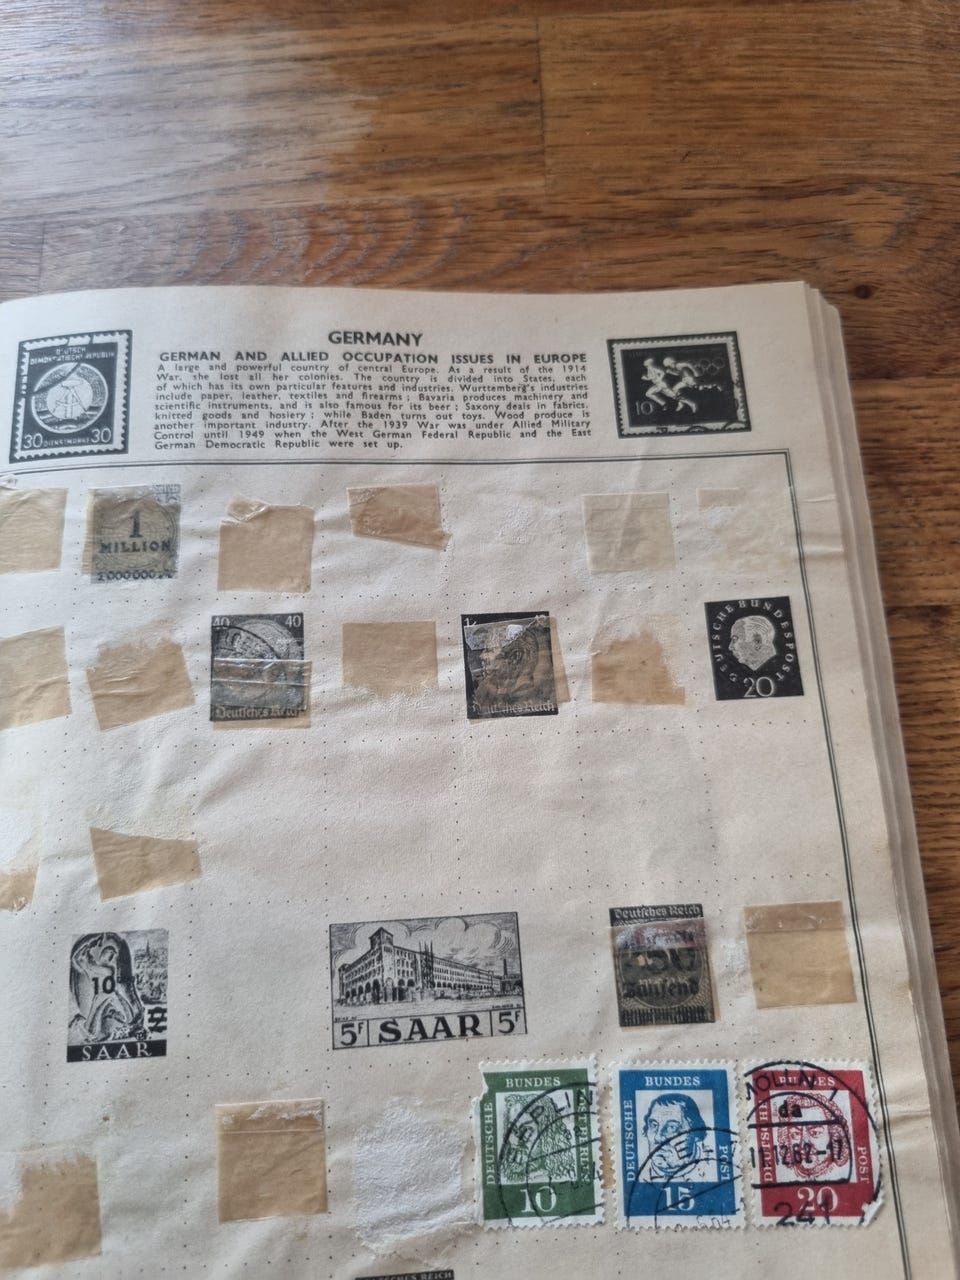 GERMANY
GERMAN AND ALLIED OCCUPATION ISSUES IN EUROPE
A large and powerful country of central Europe. As a result of the 1914
War, she lost all her colonies. The country is divided into States, each
of which has its own particular features and industries. Wurttemberg's industries
include paper, leather, textiles and firearms ; Bavaria produces machinery and
scientific instruments, and is also famous for its beer ; Saxony deals in fabrics,
knitted goods and hosiery ; while Baden turns out toys. Wood produce is
another important industry. After the 1939 War was under Allied Military
Control until 1949 when the West German Federal Republic and the East
German Democratic Republic were set up.
30 DIENSTMARKE 30
10
1
MILLION
40 40
Deutsches Reich
Deutsches Reich
DEUTSCHE BUNDESPOST
20
10
SAARF
5F SAAR 5F
Deutsches Reich
Tausend
DEUTSCHE
BUNDES
10
DEUTSCHE
BUNDES
POST
15
DEUTSCHE
BUNDES
POST
20
da
241